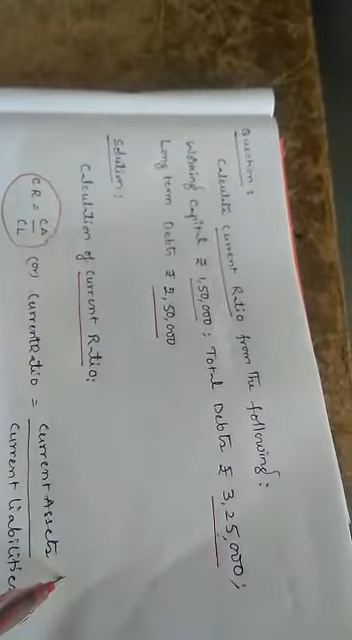 Question:
Calculate Current Ratio from the following:
Working Capital ₹ 1,50,000; Total Debts ₹ 3,25,000;
Long term Debts ₹ 2,50,000
Solution:
Calculation of Current Ratio:
CR = CA/CL (or) Current Ratio = Current Assets
Current liabilities